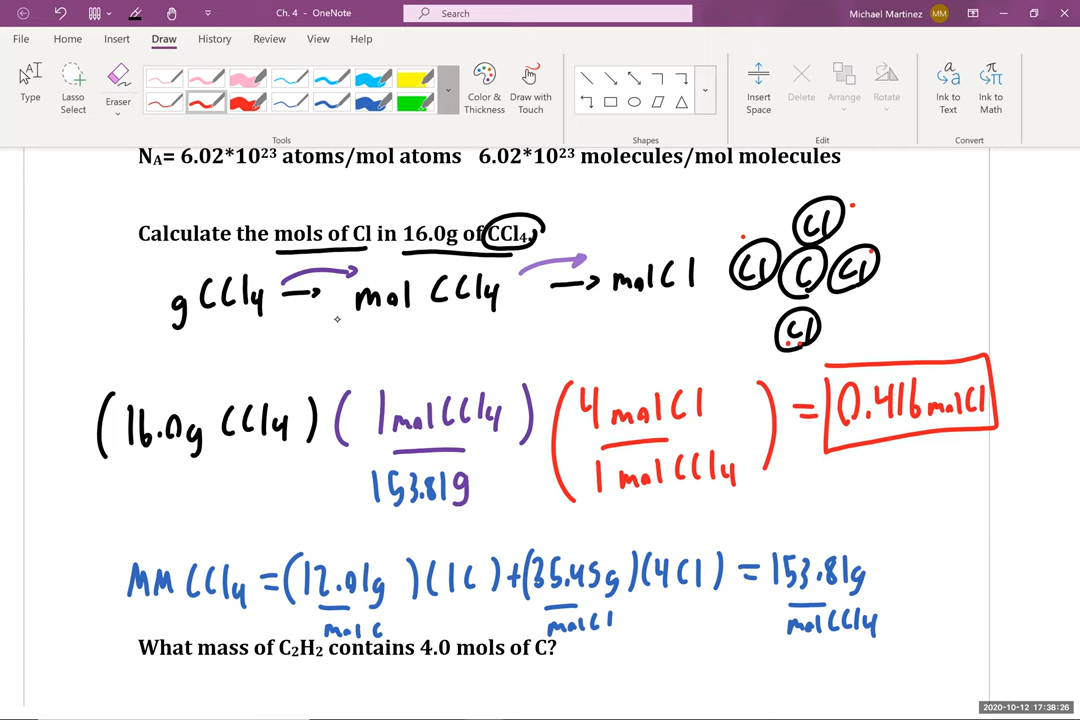 Ch. 4 - OneNote
Search
Michael Martinez MM
File Home Insert Draw History Review View Help
Type
Lasso Select
Eraser
Color & Thickness
Draw with Touch
Insert Space
Delete
Arrange
Rotate
Ink to Text
Ink to Math
Tools
Shapes
Edit
Convert
NA= 6.02*10²³ atoms/mol atoms 6.02*10²³ molecules/mol molecules
Calculate the mols of Cl in 16.0g of CCl₄.
g CCl₄ → mol CCl₄ → mol Cl
Cl
Cl C Cl
Cl
(16.0g CCl₄) (1 mol CCl₄ / 153.81g) (4 mol Cl / 1 mol CCl₄) = 0.416 mol Cl
MM CCl₄ = (12.01g / mol C)(1C) + (35.45g / mol Cl)(4Cl) = 153.81g / mol CCl₄
What mass of C₂H₂ contains 4.0 mols of C?
2020-10-12 17:38:26